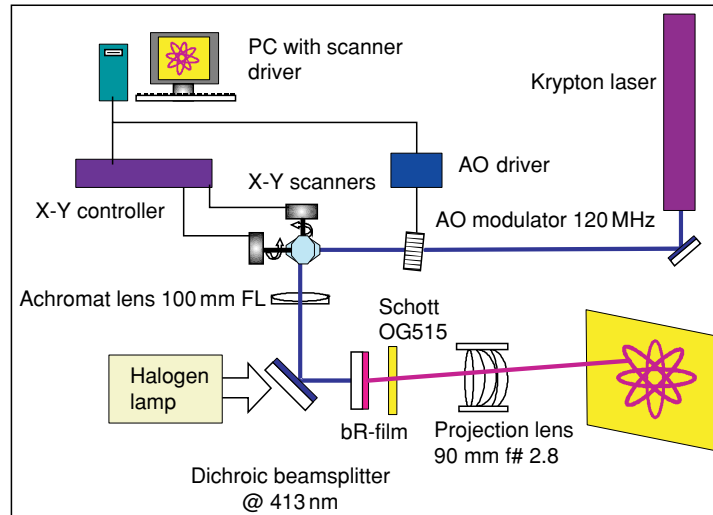 PC with scanner
driver
Krypton laser
X-Y scanners
AO driver
X-Y controller
AO modulator 120 MHz
Achromat lens 100 mm FL
Schott
OG515
Halogen
lamp
bR-film
Projection lens
90 mm f# 2.8
Dichroic beamsplitter
@ 413 nm